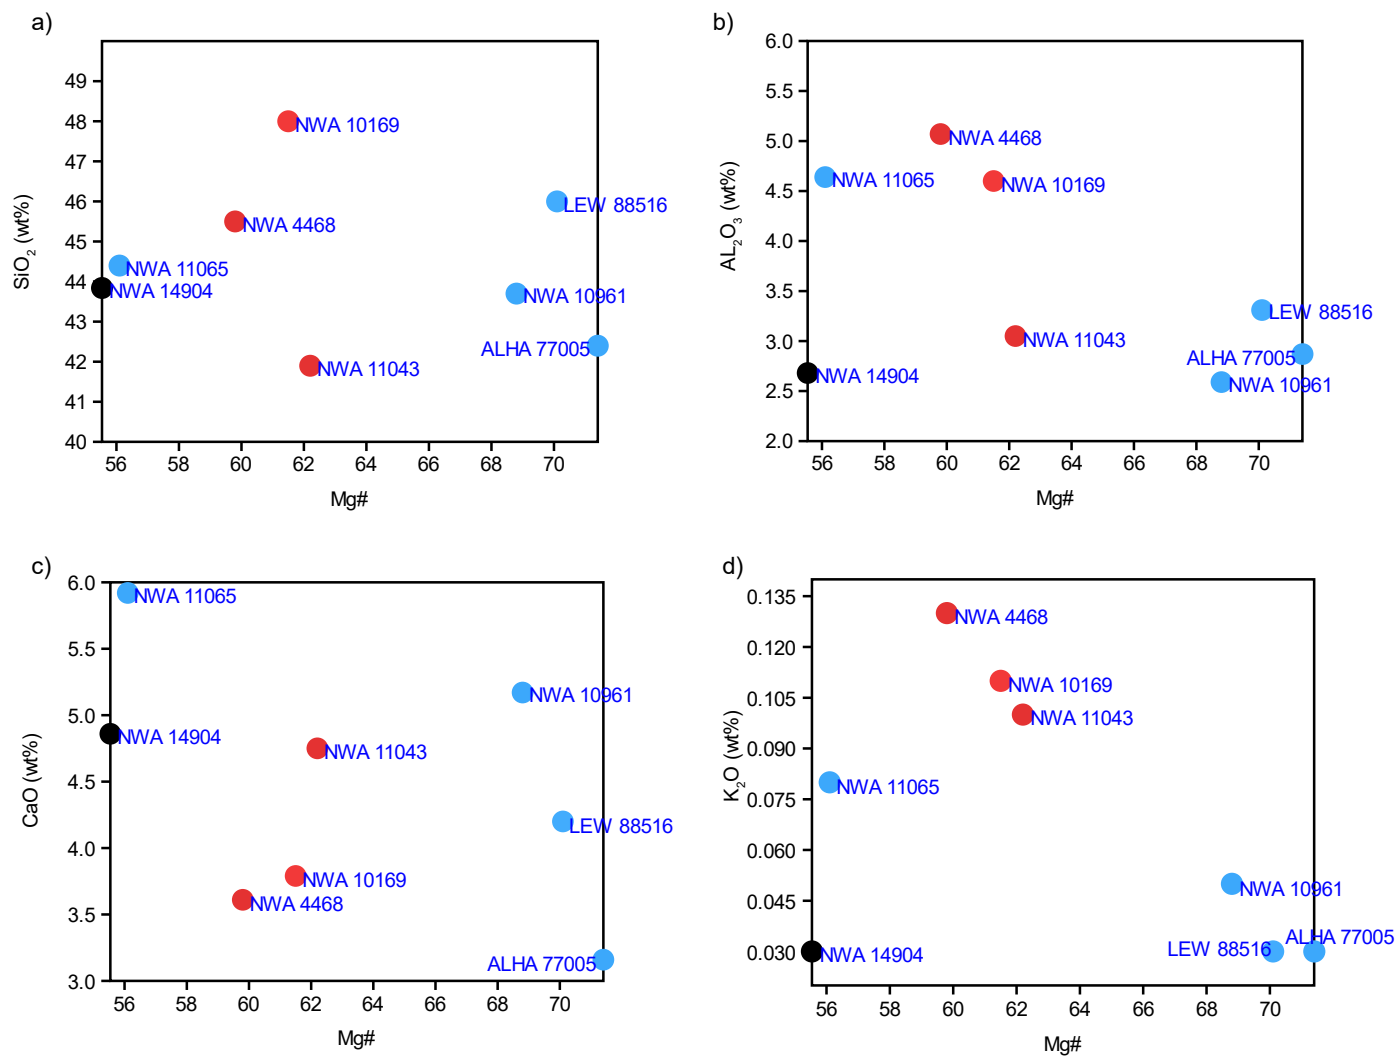 a)
49
48
47
46
45
44
43
42
41
40
SiO₂ (wt%)
NWA 10169
LEW 88516
NWA 4468
NWA 11065
NWA 14904
NWA 10961
ALHA 77005
NWA 11043
56 58 60 62 64 66 68 70
Mg#
b)
6.0
5.5
5.0
4.5
4.0
3.5
3.0
2.5
2.0
AL₂O₃ (wt%)
NWA 4468
NWA 11065
NWA 10169
LEW 88516
NWA 11043
ALHA 77005
NWA 14904
NWA 10961
56 58 60 62 64 66 68 70
Mg#
c)
6.0
5.5
5.0
4.5
4.0
3.5
3.0
CaO (wt%)
NWA 11065
NWA 10961
NWA 14904
NWA 11043
LEW 88516
NWA 10169
NWA 4468
ALHA 77005
56 58 60 62 64 66 68 70
Mg#
d)
0.135
0.120
0.105
0.090
0.075
0.060
0.045
0.030
K₂O (wt%)
NWA 4468
NWA 10169
NWA 11043
NWA 11065
NWA 10961
ALHA 77005
LEW 88516
NWA 14904
56 58 60 62 64 66 68 70
Mg#